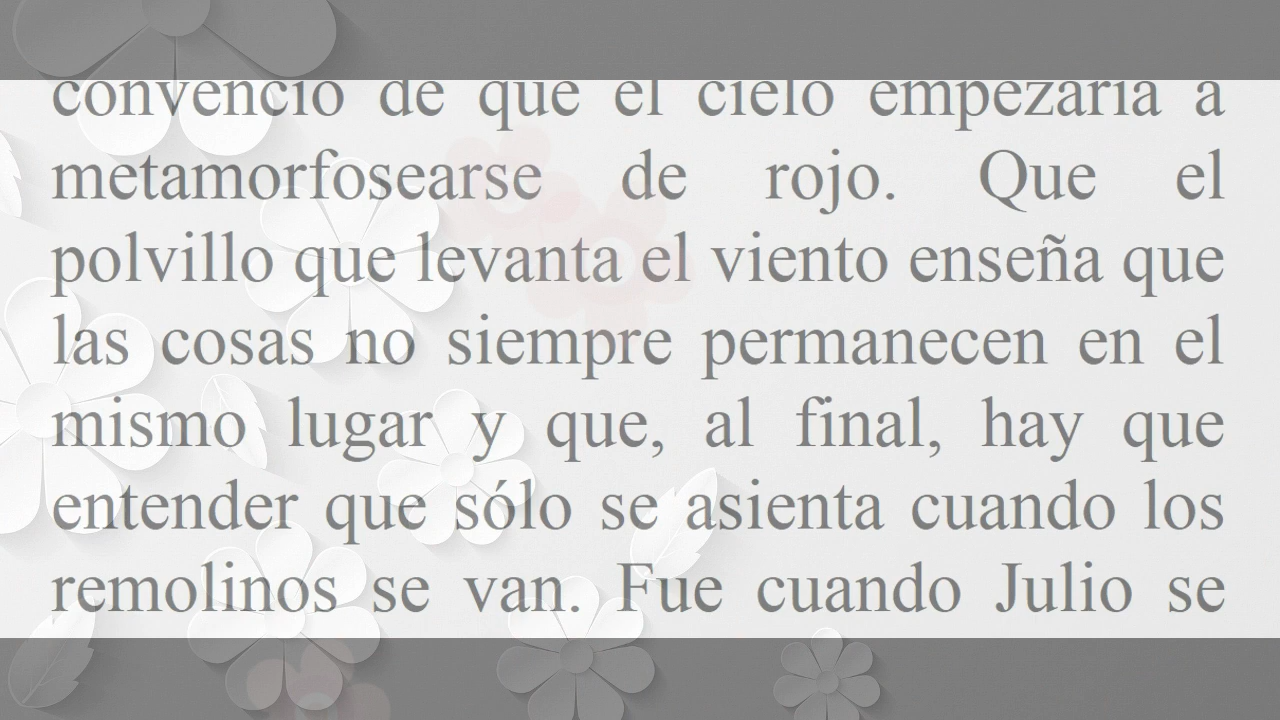 convenció de que el cielo empezaría a
metamorfosearse de rojo. Que el
polvillo que levanta el viento enseña que
las cosas no siempre permanecen en el
mismo lugar y que, al final, hay que
entender que sólo se asienta cuando los
remolinos se van. Fue cuando Julio se